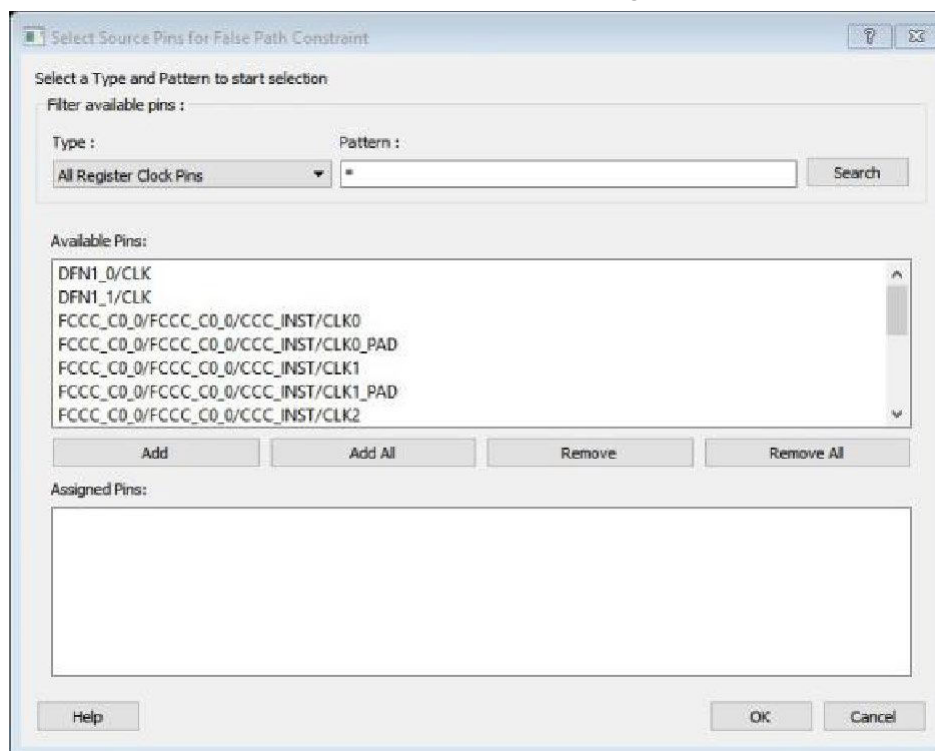 Select Source Pins for False Path Constraint
Select a Type and Pattern to start selection
Filter available pins :
Type : Pattern :
All Register Clock Pins * Search
Available Pins:
DFN1_0/CLK
DFN1_1/CLK
FCCC_C0_0/FCCC_C0_0/CCC_INST/CLK0
FCCC_C0_0/FCCC_C0_0/CCC_INST/CLK0_PAD
FCCC_C0_0/FCCC_C0_0/CCC_INST/CLK1
FCCC_C0_0/FCCC_C0_0/CCC_INST/CLK1_PAD
FCCC_C0_0/FCCC_C0_0/CCC_INST/CLK2
Add Add All Remove Remove All
Assigned Pins:
Help OK Cancel